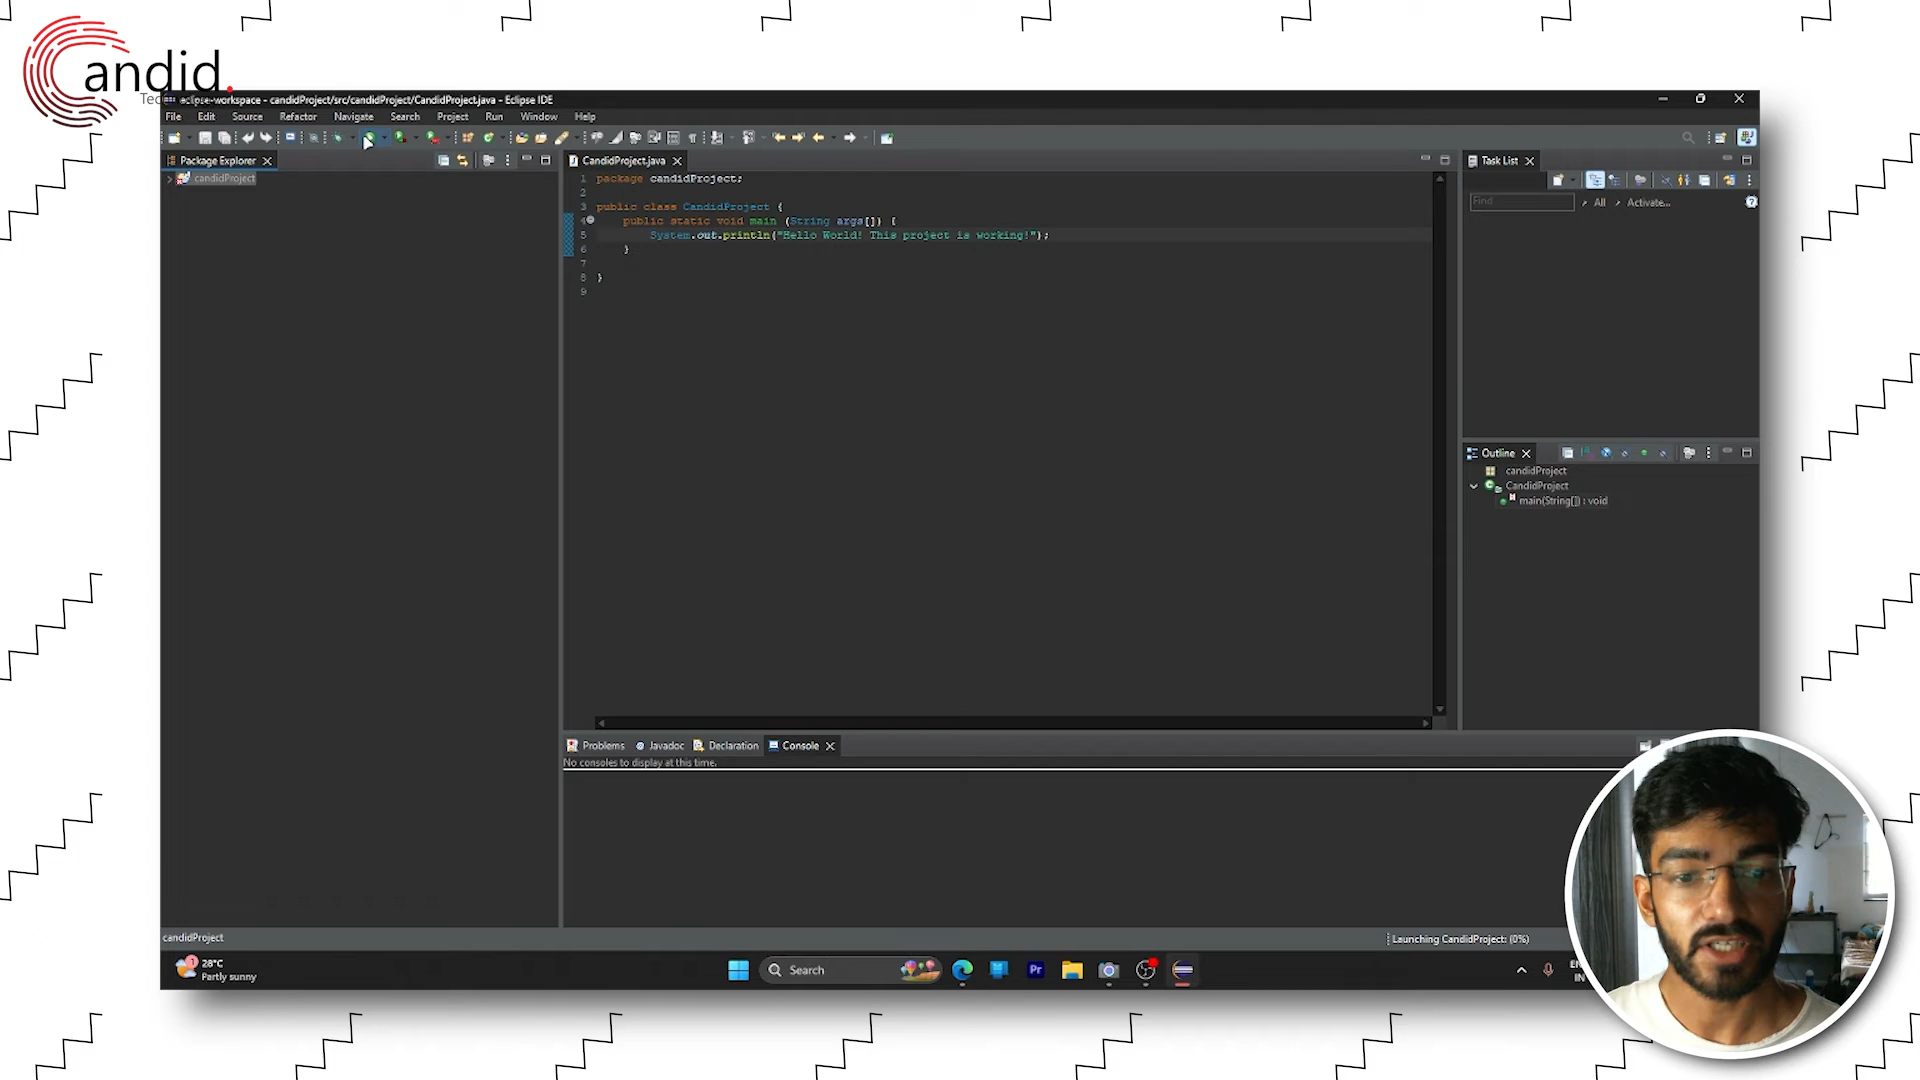 andid.
eclipse-workspace - candidProject/src/candidProject/CandidProject.java - Eclipse IDE
File Edit Source Refactor Navigate Search Project Run Window Help
Package Explorer
candidProject
CandidProject.java
1 package candidProject;
2
3 public class CandidProject {
4 public static void main (String args[]) {
5 System.out.println("Hello World! This project is working!");
6 }
7
8 }
9
Task List
Find
All
Activate...
Outline
candidProject
CandidProject
main(String[]) : void
Problems Javadoc Declaration Console
No consoles to display at this time.
candidProject
Launching CandidProject: (0%)
1
28°C
Partly sunny
Search
Pr
IN